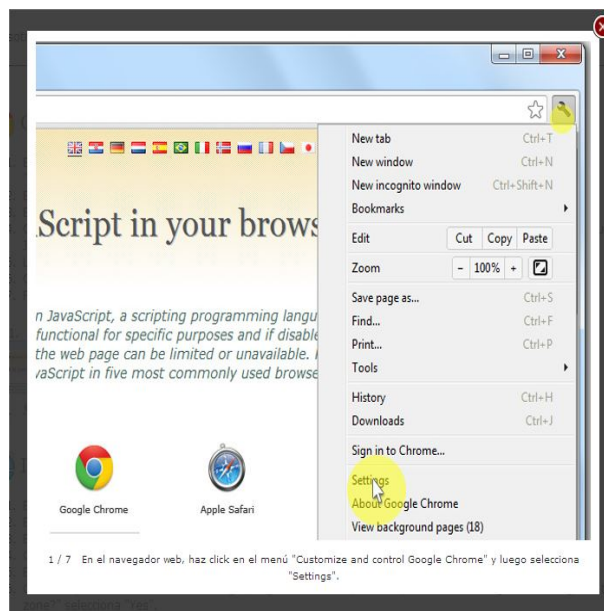 New tab Ctrl+T
New window Ctrl+N
New incognito window Ctrl+Shift+N
Bookmarks
Edit Cut Copy Paste
Zoom - 100% +
Save page as... Ctrl+S
Find... Ctrl+F
Print... Ctrl+P
Tools
History Ctrl+H
Downloads Ctrl+J
Sign in to Chrome...
Settings
About Google Chrome
View background pages (18)
Script in your brows
n JavaScript, a scripting programming langu
functional for specific purposes and if disable
the web page can be limited or unavailable.
vaScript in five most commonly used browse
Google Chrome Apple Safari
1 / 7 En el navegador web, haz click en el menú "Customize and control Google Chrome" y luego selecciona
"Settings".